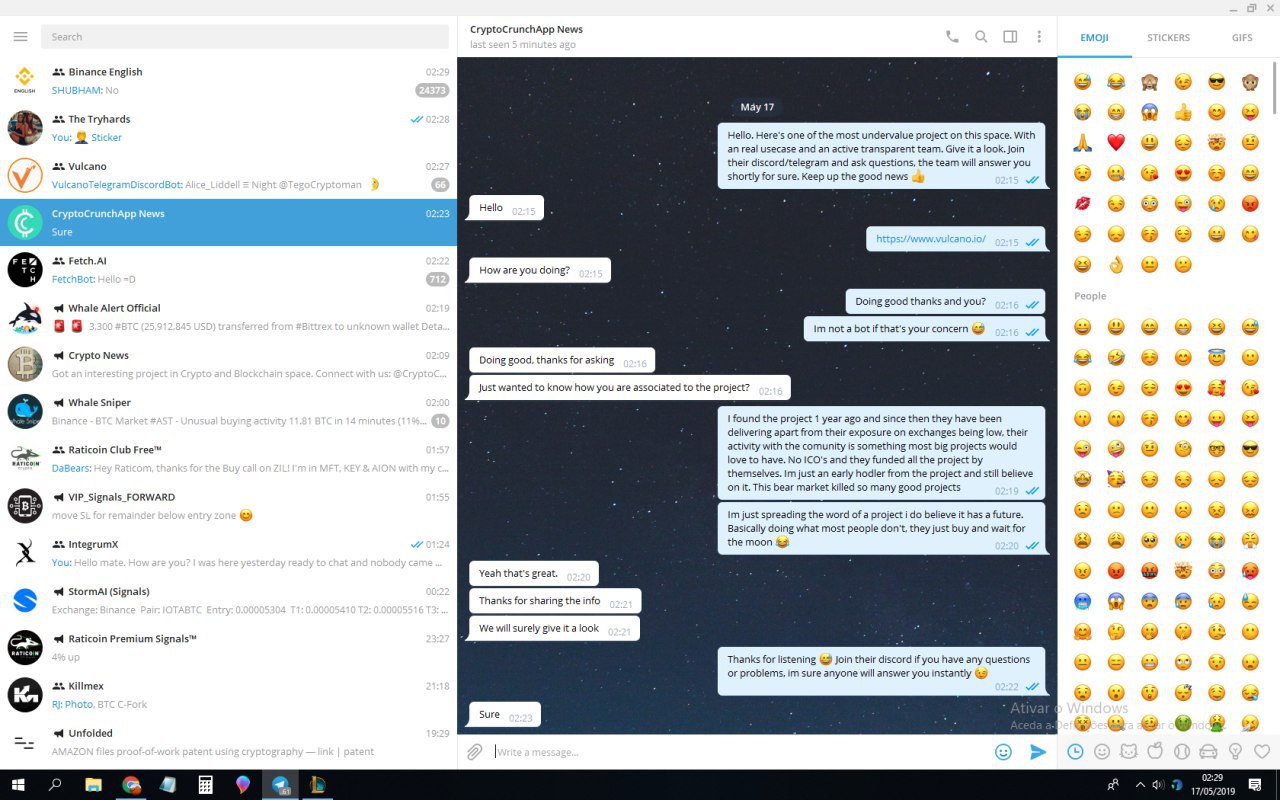 Search
Binance English 02:29
SHUBHAM: No 24373
The Tryhards 02:28
You: 🤦 Sticker
Vulcano 02:27
VulcanoTelegramDiscordBot: Alice_Liddell ☰ Night @TegoCryptoman 66
CryptoCrunchApp News 02:23
Sure
Fetch.AI 02:22
FetchBot: Hello =D 712
Whale Alert Official 02:19
🚨 🚨 3.300 #BTC (25,912.845 USD) transferred from #Bittrex to unknown wallet Deta...
Crypto News 02:09
Got an interesting project in Crypto and Blockchain space. Connect with us: @CryptoC...
Whale Sniper 02:00
Binance - BTC Market #AST - Unusual buying activity 11.81 BTC in 14 minutes (11%... 10
Raticoin Club Free™ 01:57
DaBears: Hey Raticom, thanks for the Buy call on ZIL! I'm in MFT, KEY & AION with my c...
VIP_Signals_FORWARD 01:55
move SL for remainder below entry zone 😊
IntegrumX 01:24
You: Hello mate. How are you? I was here yesterday ready to chat and nobody came ...
StormAI (Signals) 00:22
Exchange: Binance Pair: IOTABTC Entry: 0.00005304 T1: 0.00005410 T2: 0.00005516 T3: ...
Raticoin Premium Signals™ 23:27
4% up
Killmex 21:18
RJ: Photo, BTC C-Fork
Unfolded 19:29
AMAZON files proof-of-work patent using cryptography — link | patent
ENGLISH
FETCH
Whale Sniper
RATICOIN
RATICOIN
CryptoCrunchApp News
last seen 5 minutes ago
May 17
Hello. Here's one of the most undervalue project on this space. With
an real usecase and an active transparent team. Give it a look. Join
their discord/telegram and ask questions, the team will answer you
shortly for sure. Keep up the good news 👍 02:15
Hello 02:15
https://www.vulcano.io/ 02:15
How are you doing? 02:15
Doing good thanks and you? 02:16
Im not a bot if that's your concern 😅 02:16
Doing good, thanks for asking 02:16
Just wanted to know how you are associated to the project? 02:16
I found the project 1 year ago and since then they have been
delivering apart from their exposure on exchanges being low, their
activity with the comunity is something most big projects would
love to have. No ICO's and they funded all the project by
themselves. Im just an early hodler from the project and still believe
on it. This bear market killed so many good projects 02:19
Im just spreading the word of a project i do believe it has a future.
Basically doing what most people don't, they just buy and wait for
the moon 😂 02:20
Yeah that's great. 02:20
Thanks for sharing the info 02:21
We will surely give it a look 02:21
Thanks for listening 😅 Join their discord if you have any questions
or problems, im sure anyone will answer you instantly 😉
02:22
Sure 02:23
Write a message...
EMOJI STICKERS GIFS
People
Ativar o Windows
61
02:29
17/05/2019